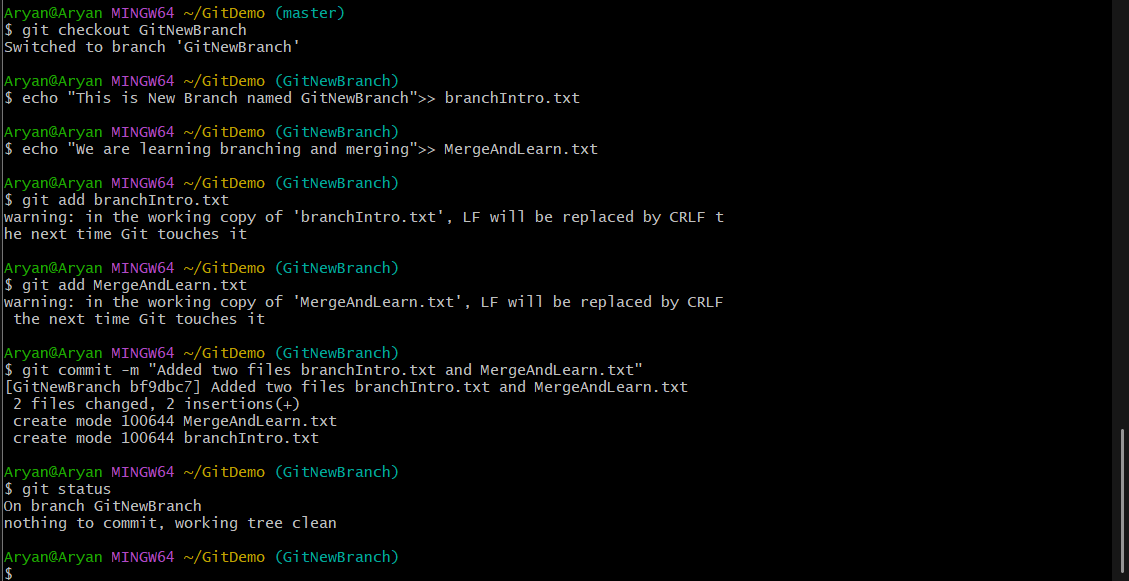 Aryan@Aryan MINGW64 ~/GitDemo (master)
$ git checkout GitNewBranch
Switched to branch 'GitNewBranch'

Aryan@Aryan MINGW64 ~/GitDemo (GitNewBranch)
$ echo "This is New Branch named GitNewBranch">> branchIntro.txt

Aryan@Aryan MINGW64 ~/GitDemo (GitNewBranch)
$ echo "We are learning branching and merging">> MergeAndLearn.txt

Aryan@Aryan MINGW64 ~/GitDemo (GitNewBranch)
$ git add branchIntro.txt
warning: in the working copy of 'branchIntro.txt', LF will be replaced by CRLF t
he next time Git touches it

Aryan@Aryan MINGW64 ~/GitDemo (GitNewBranch)
$ git add MergeAndLearn.txt
warning: in the working copy of 'MergeAndLearn.txt', LF will be replaced by CRLF
 the next time Git touches it

Aryan@Aryan MINGW64 ~/GitDemo (GitNewBranch)
$ git commit -m "Added two files branchIntro.txt and MergeAndLearn.txt"
[GitNewBranch bf9dbc7] Added two files branchIntro.txt and MergeAndLearn.txt
 2 files changed, 2 insertions(+)
 create mode 100644 MergeAndLearn.txt
 create mode 100644 branchIntro.txt

Aryan@Aryan MINGW64 ~/GitDemo (GitNewBranch)
$ git status
On branch GitNewBranch
nothing to commit, working tree clean

Aryan@Aryan MINGW64 ~/GitDemo (GitNewBranch)
$